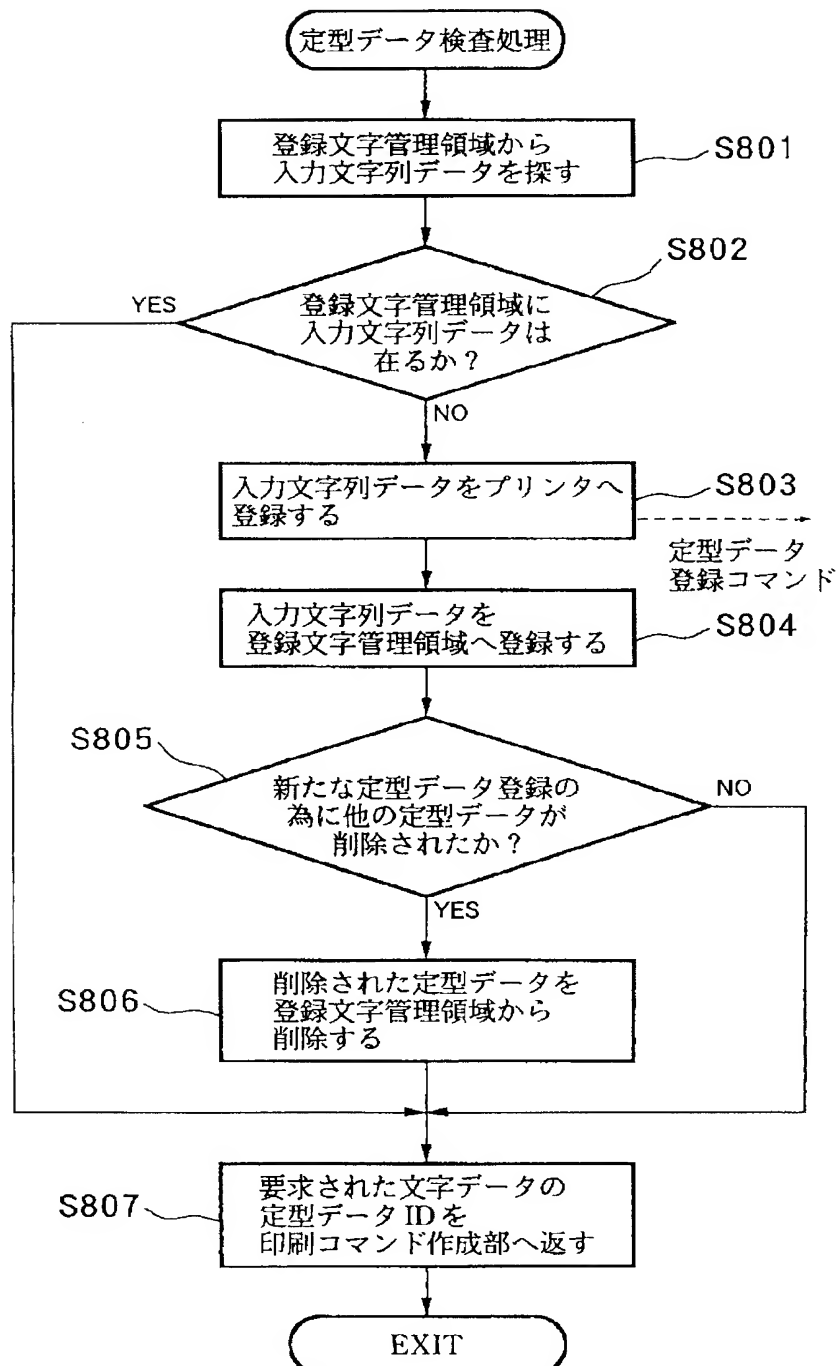 定型データ検査処理
登録文字管理領域から
入力文字列データを探す
S801
S802
YES
登録文字管理領域に
入力文字列データは
在るか？
NO
入力文字列データをプリンタへ
登録する
S803
定型データ
登録コマンド
入力文字列データを
登録文字管理領域へ登録する
S804
S805
新たな定型データ登録の
為に他の定型データが
削除されたか？
NO
YES
S806
削除された定型データを
登録文字管理領域から
削除する
S807
要求された文字データの
定型データIDを
印刷コマンド作成部へ返す
EXIT